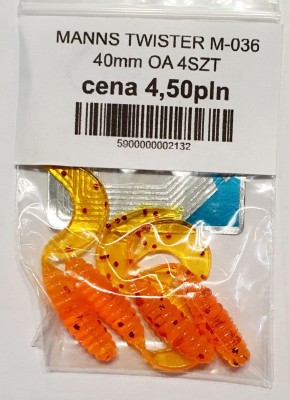 MANNS TWISTER M-036
40mm OA 4SZT
cena 4,50pln
5900000002132